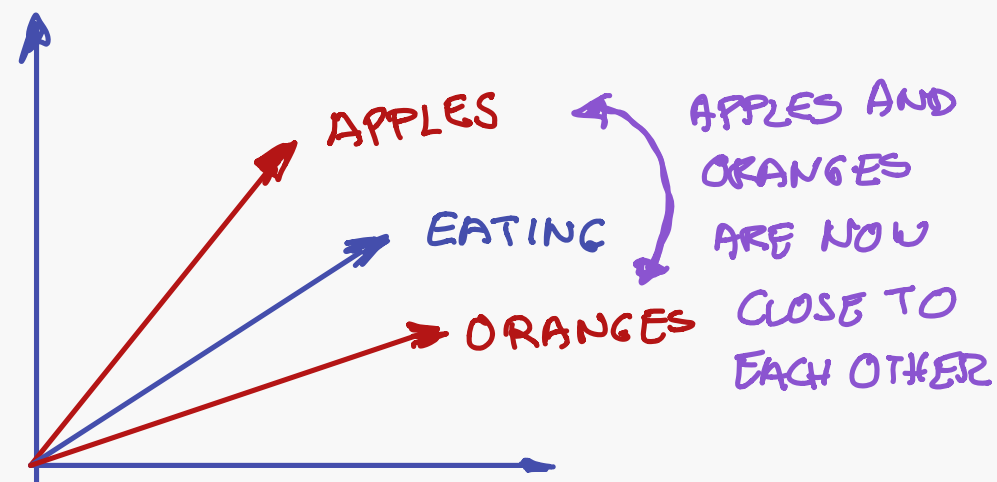 APPLES
EATING
ORANGES
APPLES AND
ORANGES
ARE NOW
CLOSE TO
EACH OTHER